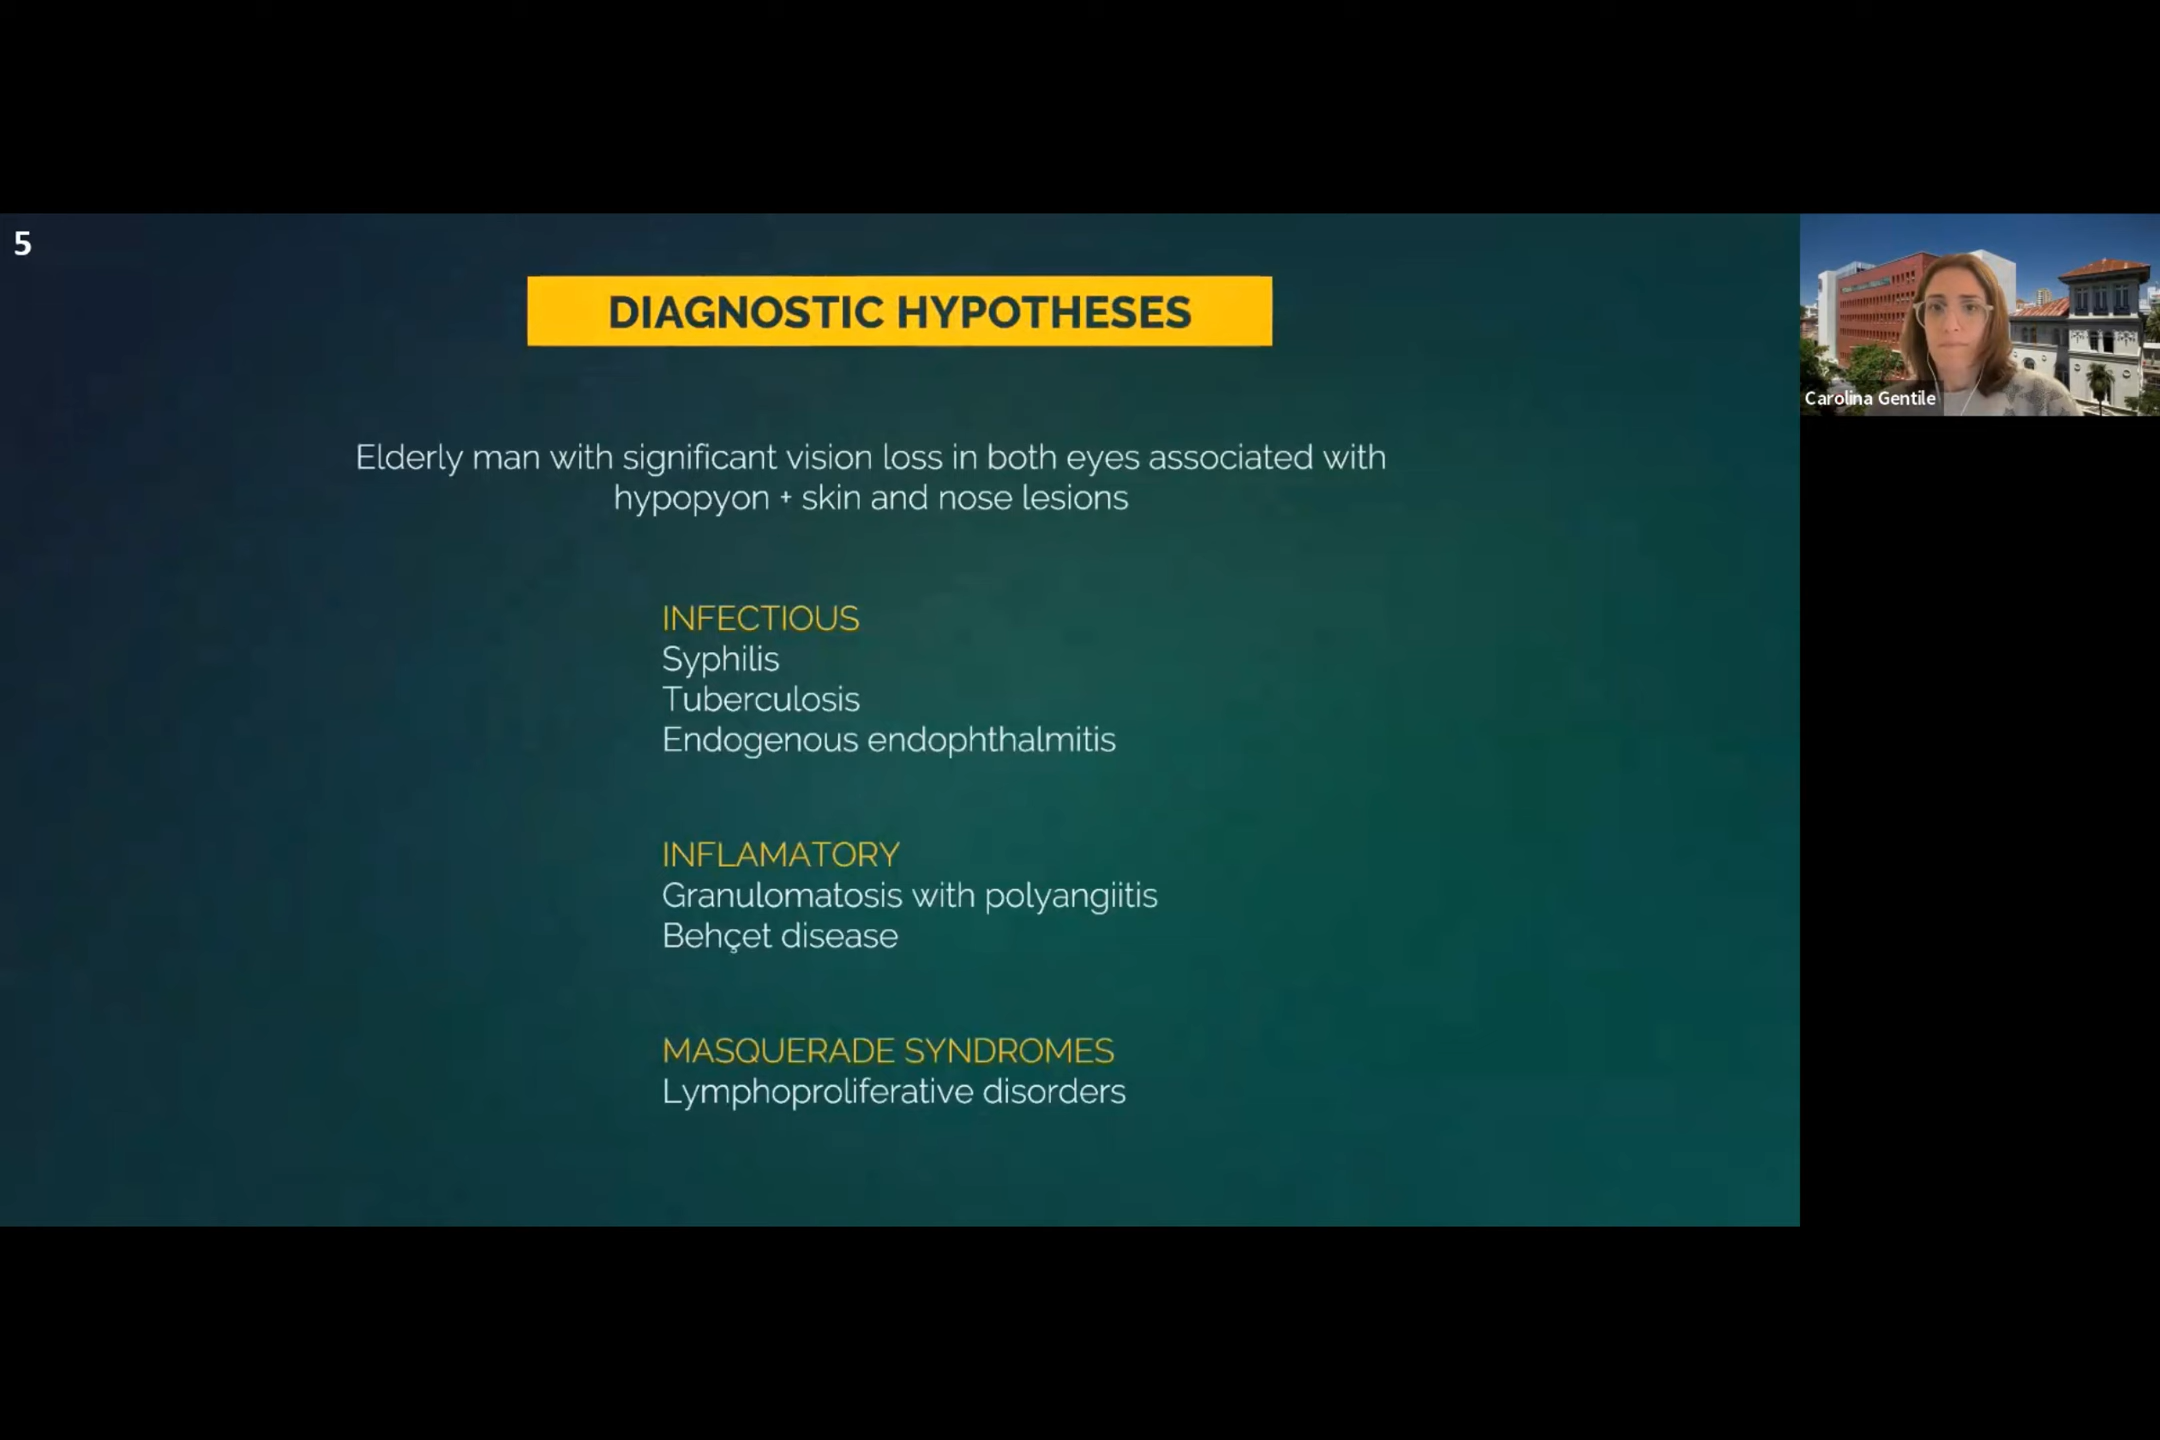 5
DIAGNOSTIC HYPOTHESES
Elderly man with significant vision loss in both eyes associated with
hypopyon + skin and nose lesions
INFECTIOUS
Syphilis
Tuberculosis
Endogenous endophthalmitis
INFLAMATORY
Granulomatosis with polyangiitis
Behçet disease
MASQUERADE SYNDROMES
Lymphoproliferative disorders
Carolina Gentile